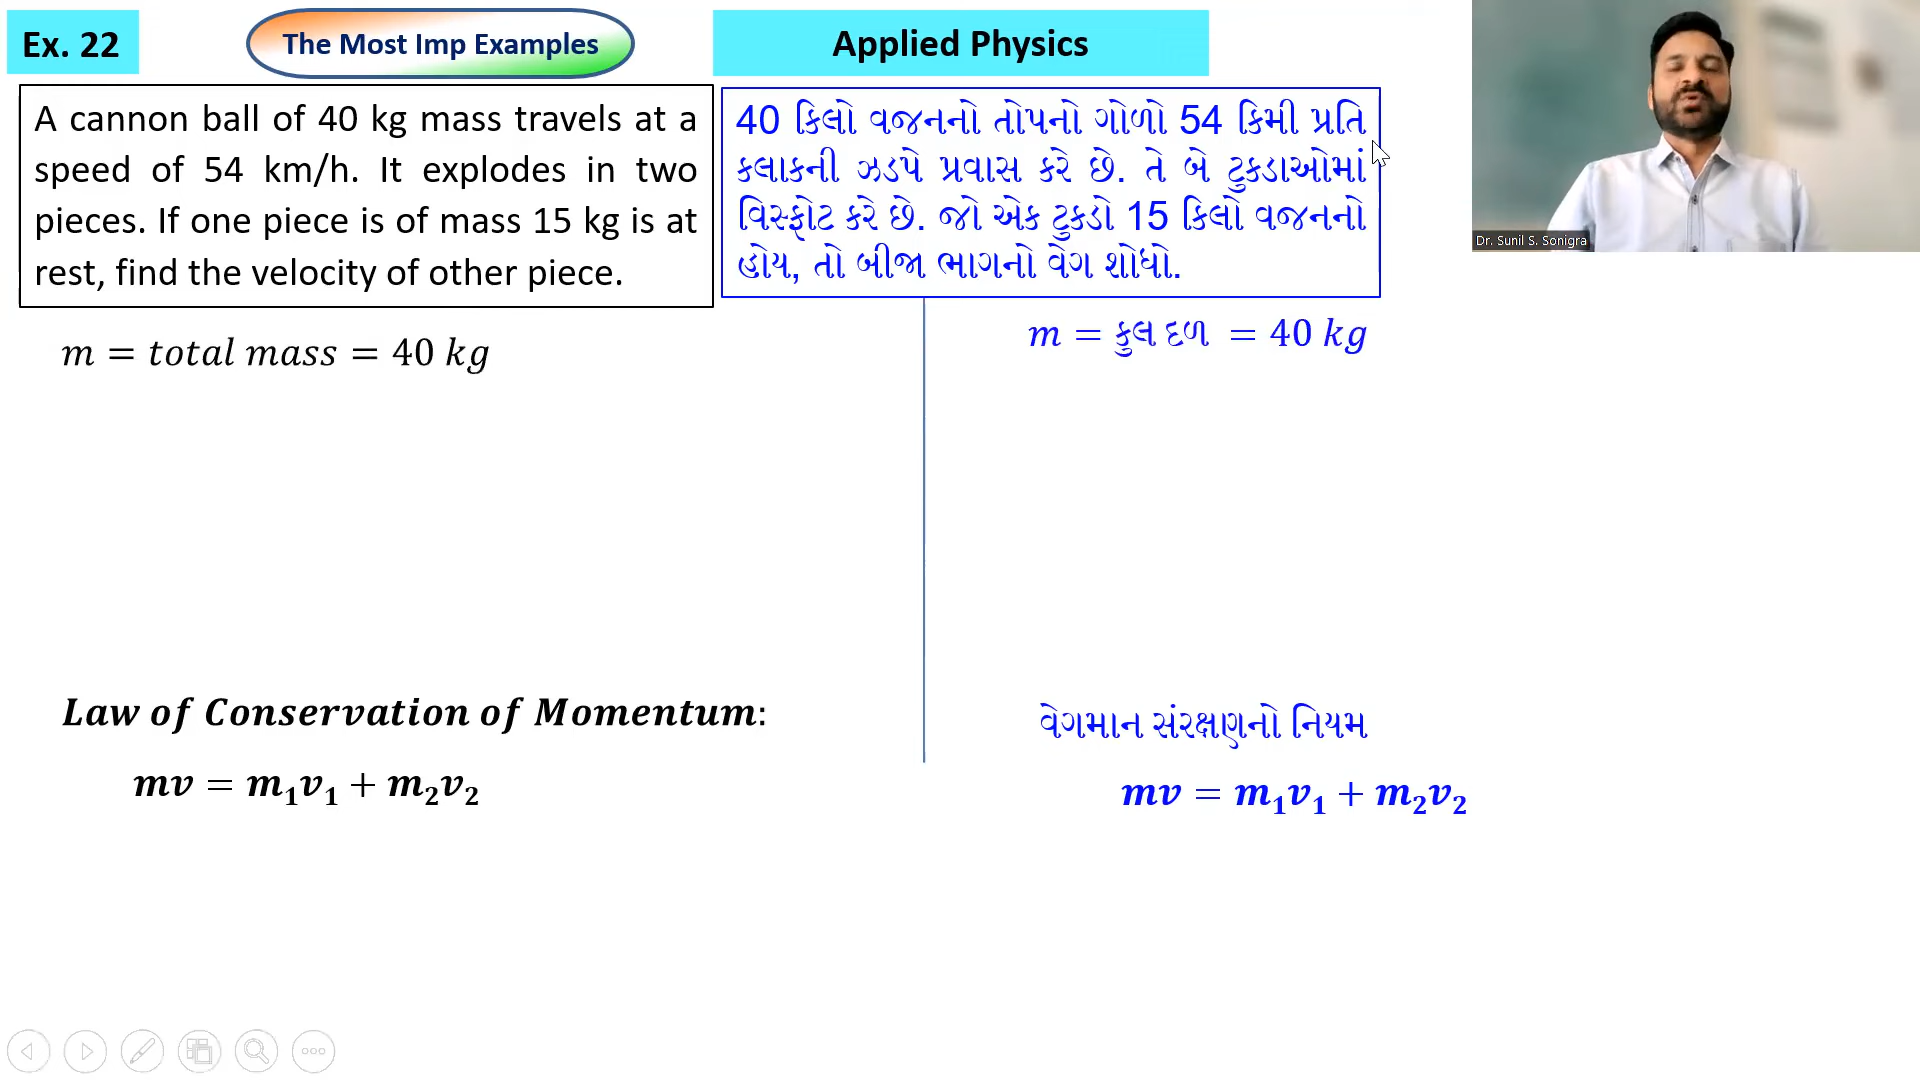 Ex. 22
The Most Imp Examples
Applied Physics
A cannon ball of 40 kg mass travels at a
speed of 54 km/h. It explodes in two
pieces. If one piece is of mass 15 kg is at
rest, find the velocity of other piece.
40 કિલો વજનનો તોપનો ગોળો 54 કિમી પ્રતિ
કલાકની ઝડપે પ્રવાસ કરે છે. તે બે ટુકડાઓમાં
વિસ્ફોટ કરે છે. જો એક ટુકડો 15 કિલો વજનનો
હોય, તો બીજા ભાગનો વેગ શોધો.
Dr. Sunil S. Sonigra
m = total mass = 40 kg
m = કુલ દળ = 40 kg
Law of Conservation of Momentum:
mv = m₁v₁ + m₂v₂
વેગમાન સંરક્ષણનો નિયમ
mv = m₁v₁ + m₂v₂